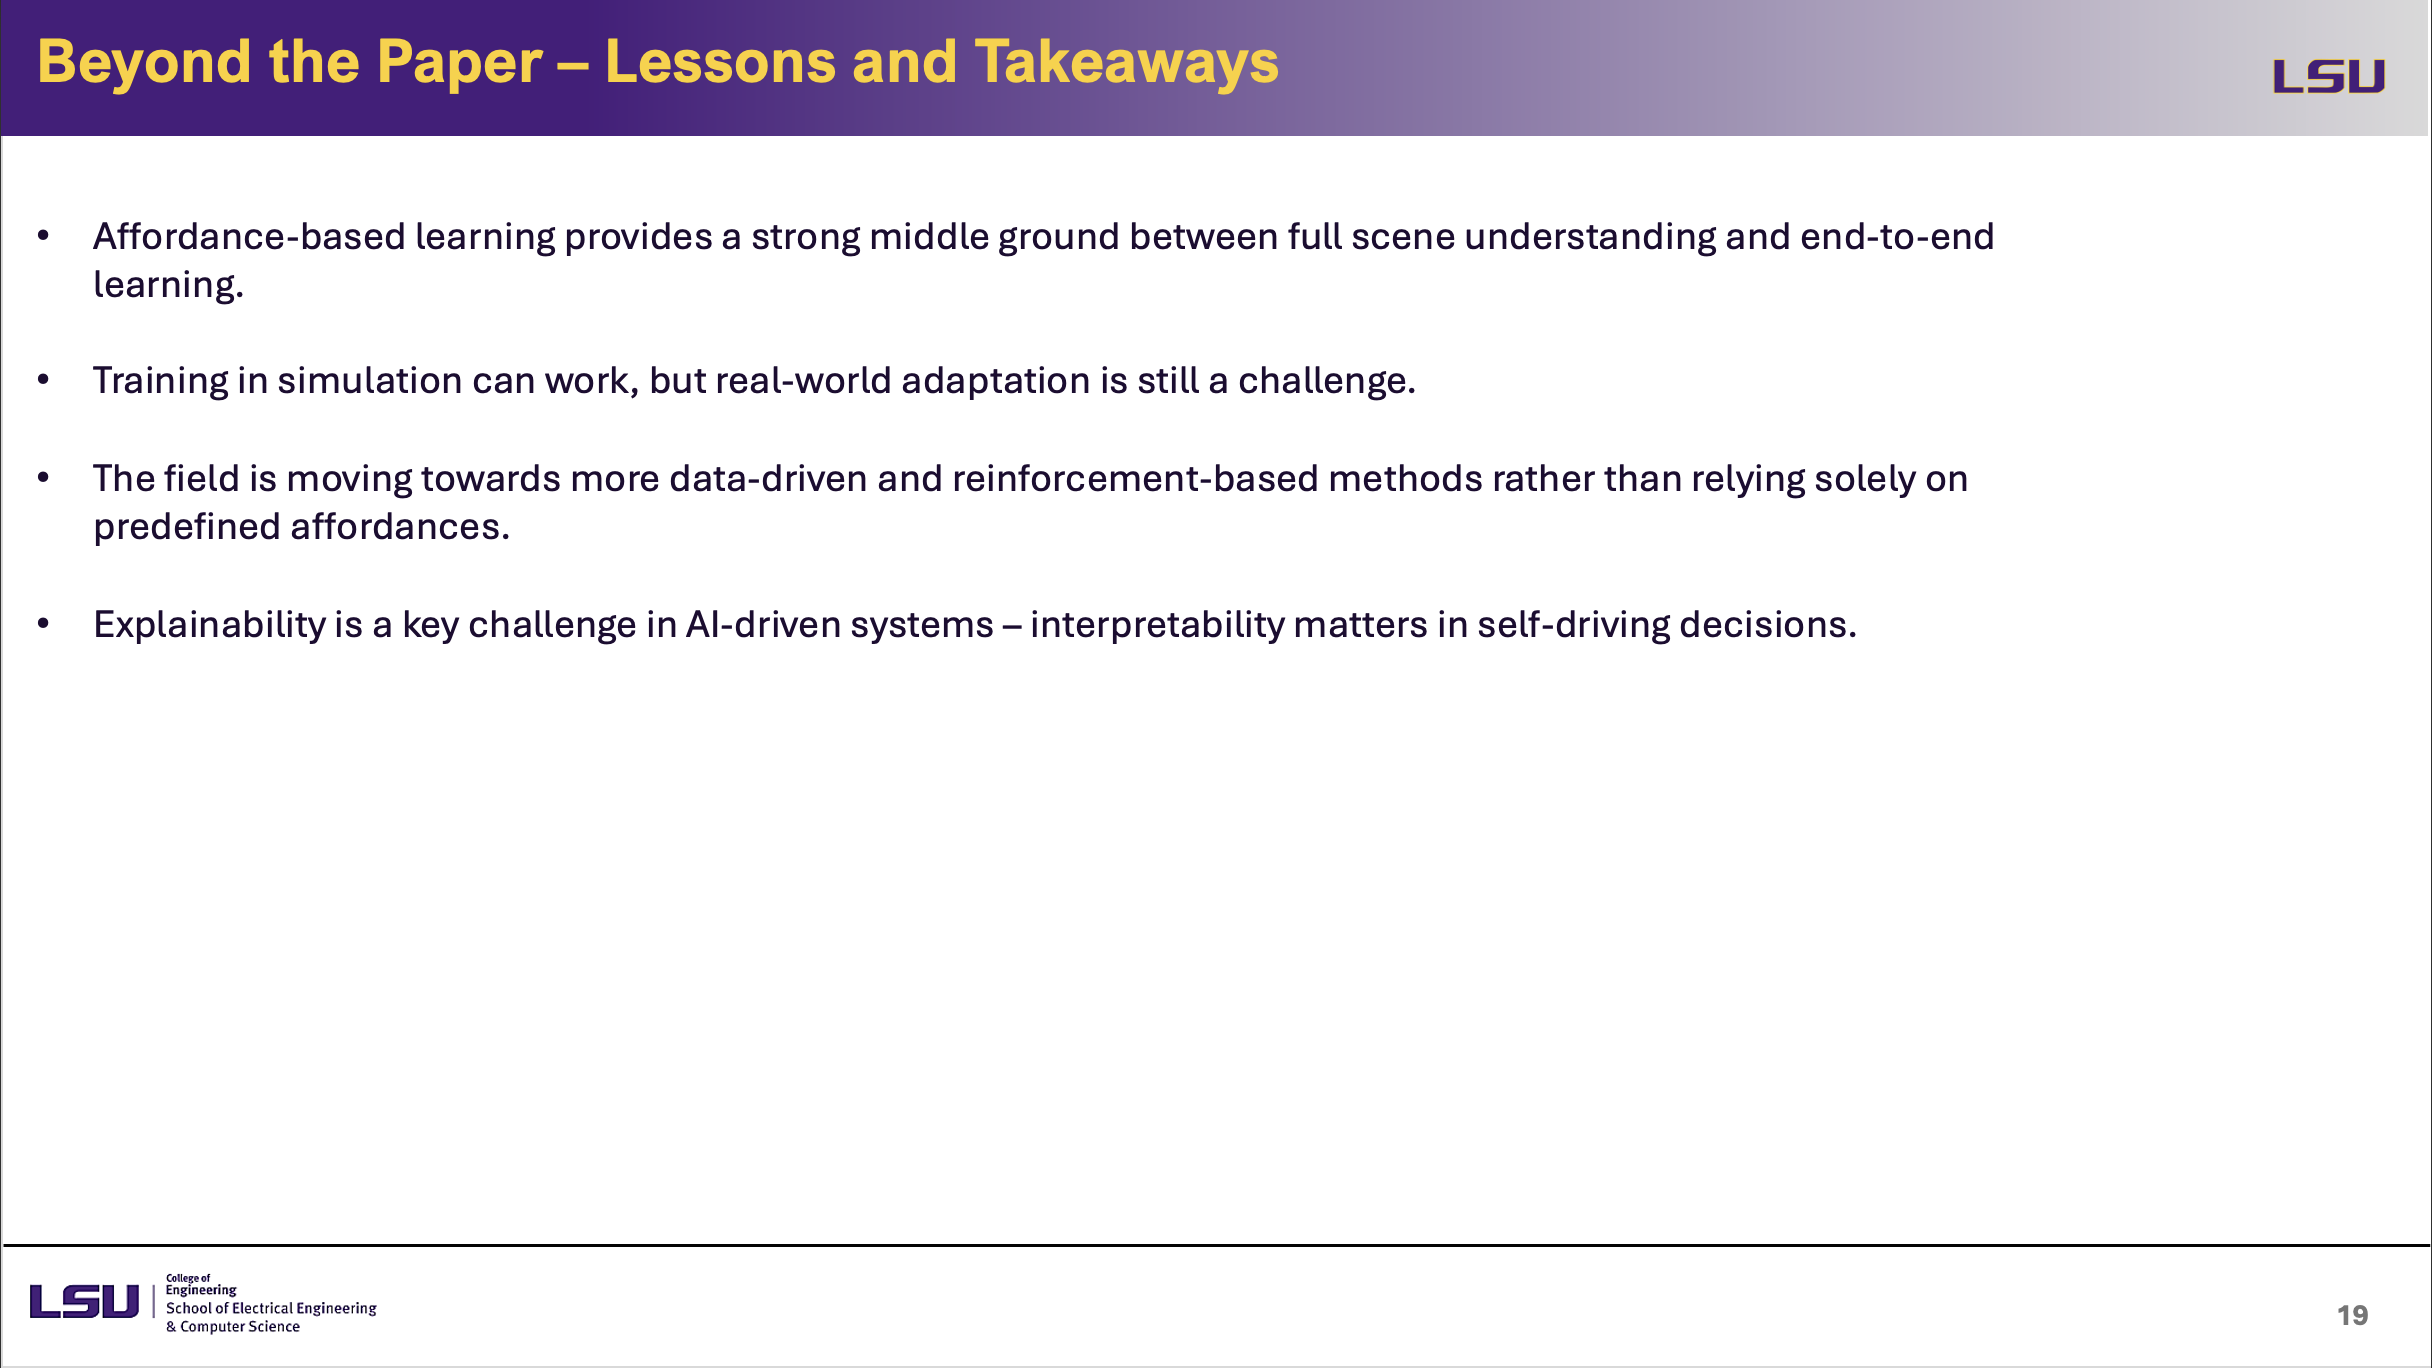 Beyond the Paper – Lessons and Takeaways
LSU
• Affordance-based learning provides a strong middle ground between full scene understanding and end-to-end
learning.
• Training in simulation can work, but real-world adaptation is still a challenge.
• The field is moving towards more data-driven and reinforcement-based methods rather than relying solely on
predefined affordances.
• Explainability is a key challenge in AI-driven systems – interpretability matters in self-driving decisions.
LSU
College of
Engineering
School of Electrical Engineering
& Computer Science
19